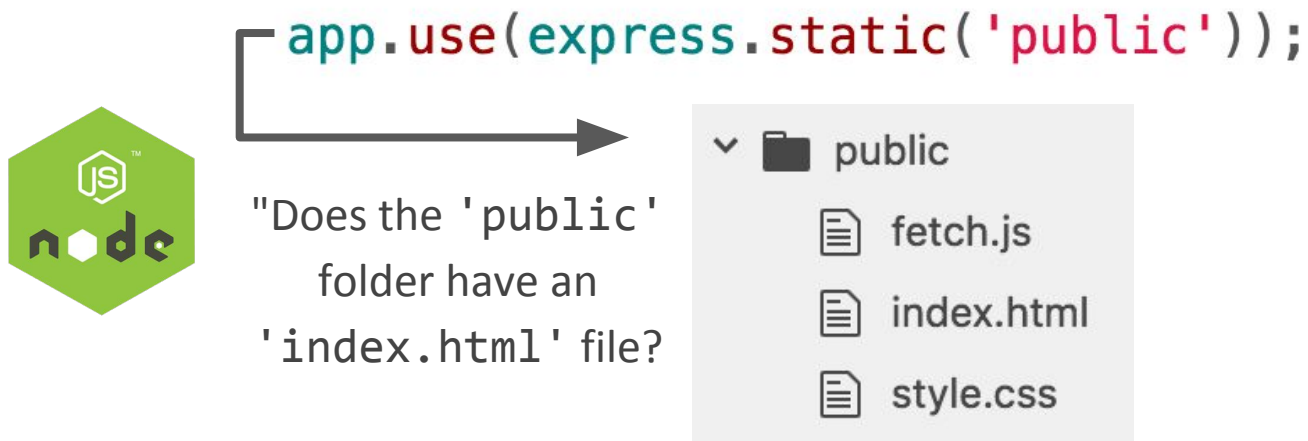 app.use(express.static('public'));
JS
TM
node
"Does the 'public'
folder have an
'index.html' file?
public
fetch.js
index.html
style.css